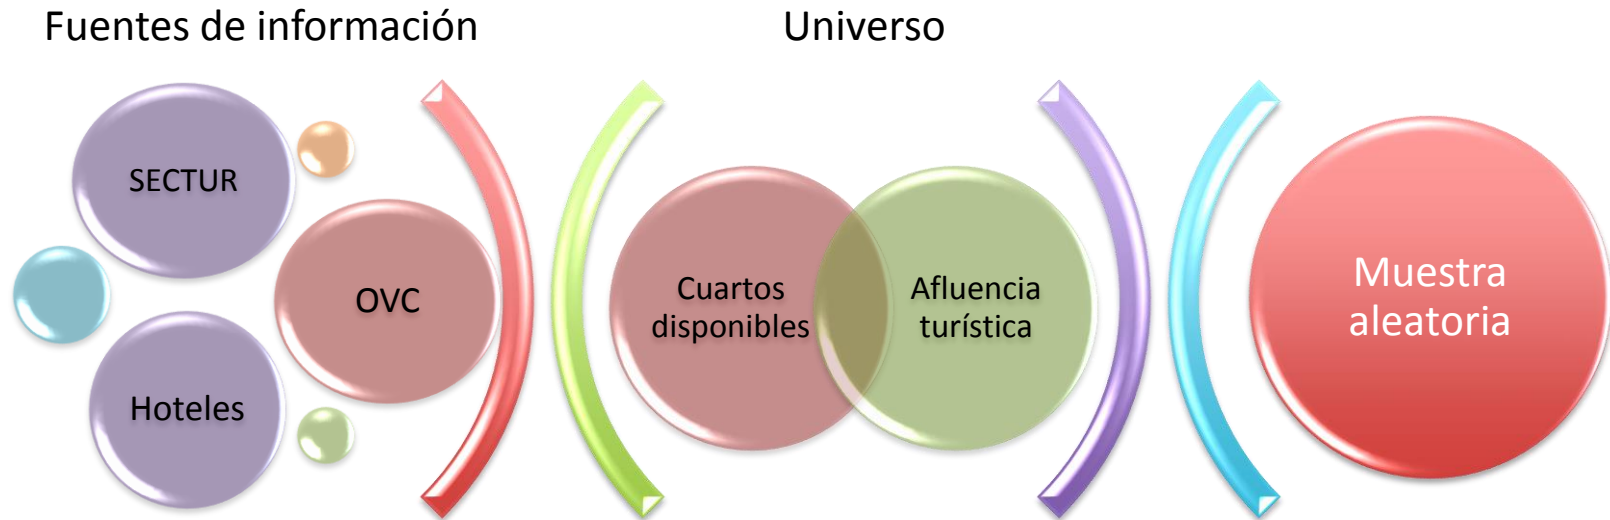 Fuentes de información
Universo
SECTUR
OVC
Hoteles
Cuartos
disponibles
Afluencia
turística
Muestra
aleatoria